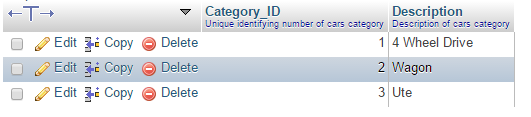 Category_ID Description
Unique identifying number of cars category Description of cars category
Edit Copy Delete 1 4 Wheel Drive
Edit Copy Delete 2 Wagon
Edit Copy Delete 3 Ute